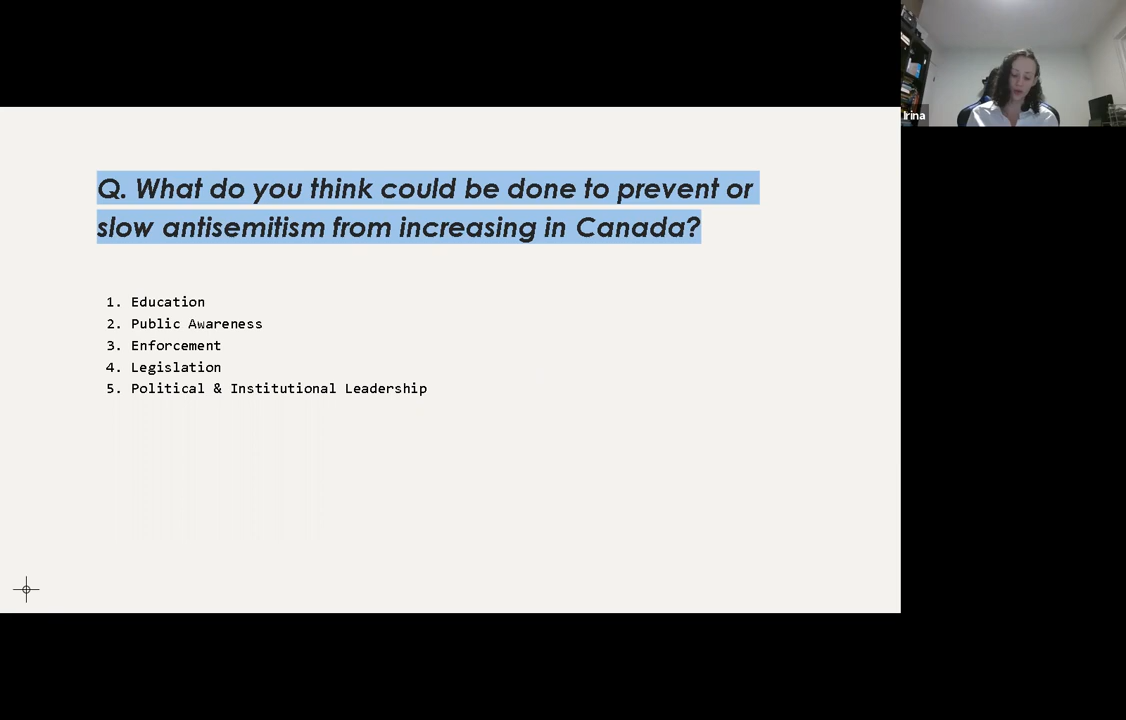 Q. What do you think could be done to prevent or
slow antisemitism from increasing in Canada?
1. Education
2. Public Awareness
3. Enforcement
4. Legislation
5. Political & Institutional Leadership
Irina